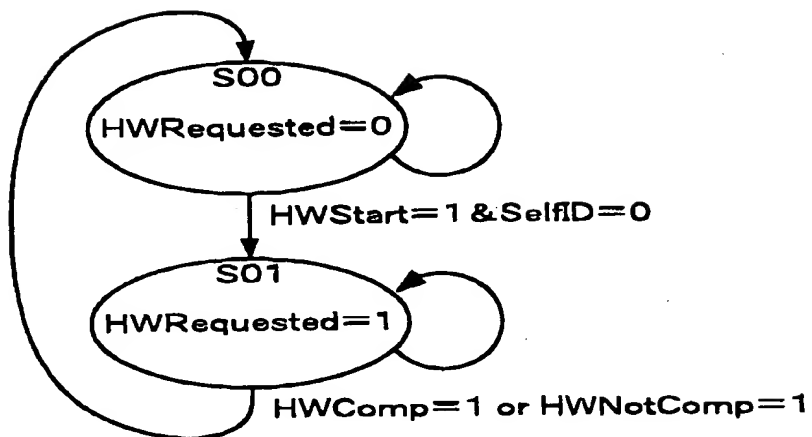 S00
HWRequested=0
HWStart=1 & SelfID=0
S01
HWRequested=1
HWComp=1 or HWNotComp=1